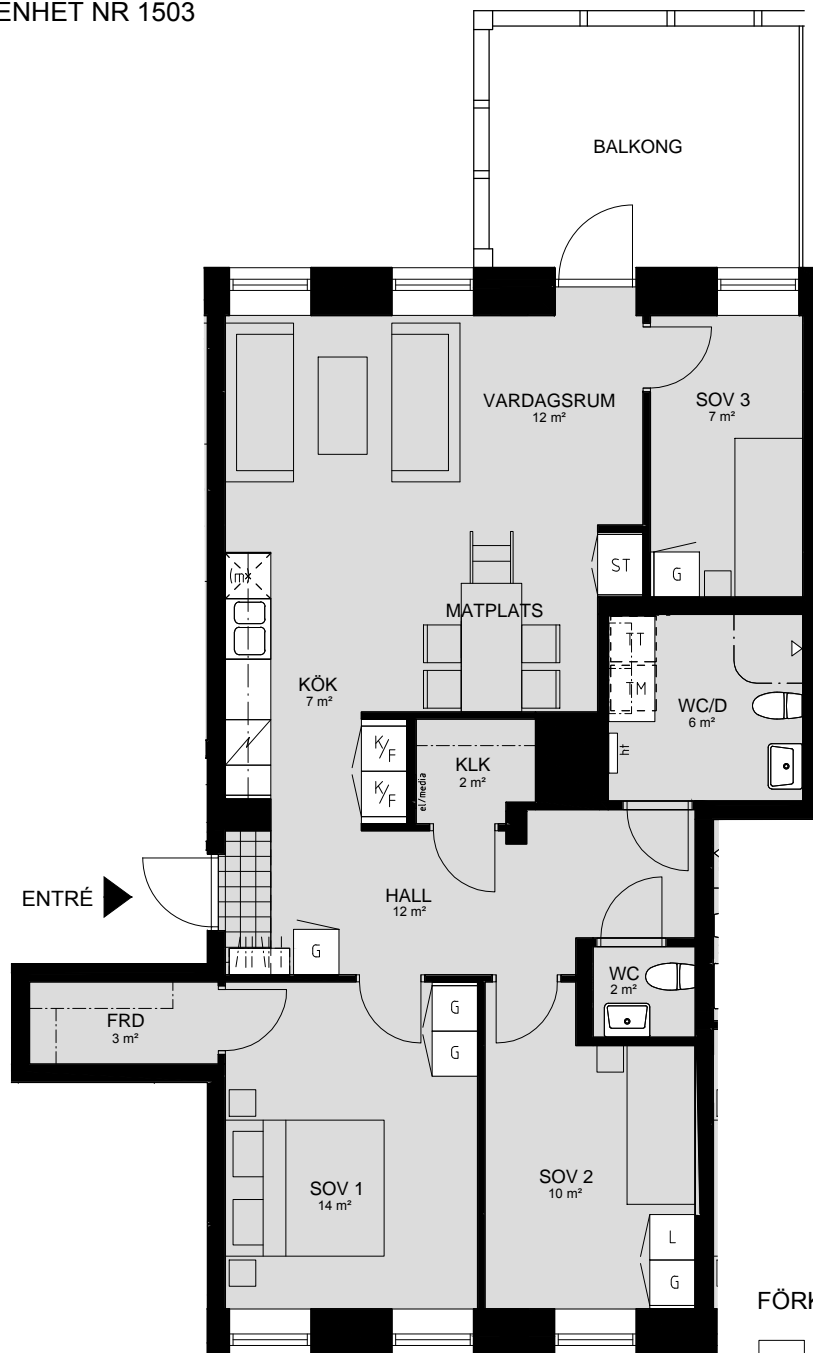 ENHET NR 1503
BALKONG
VARDAGSRUM
12 m²
SOV 3
7 m²
ST
G
MATPLATS
TT
TM
KÖK
7 m²
WC/D
6 m²
ht
K/F
K/F
el/media
KLK
2 m²
ENTRÉ
HALL
12 m²
G
WC
2 m²
FRD
3 m²
G
G
SOV 1
14 m²
SOV 2
10 m²
L
G